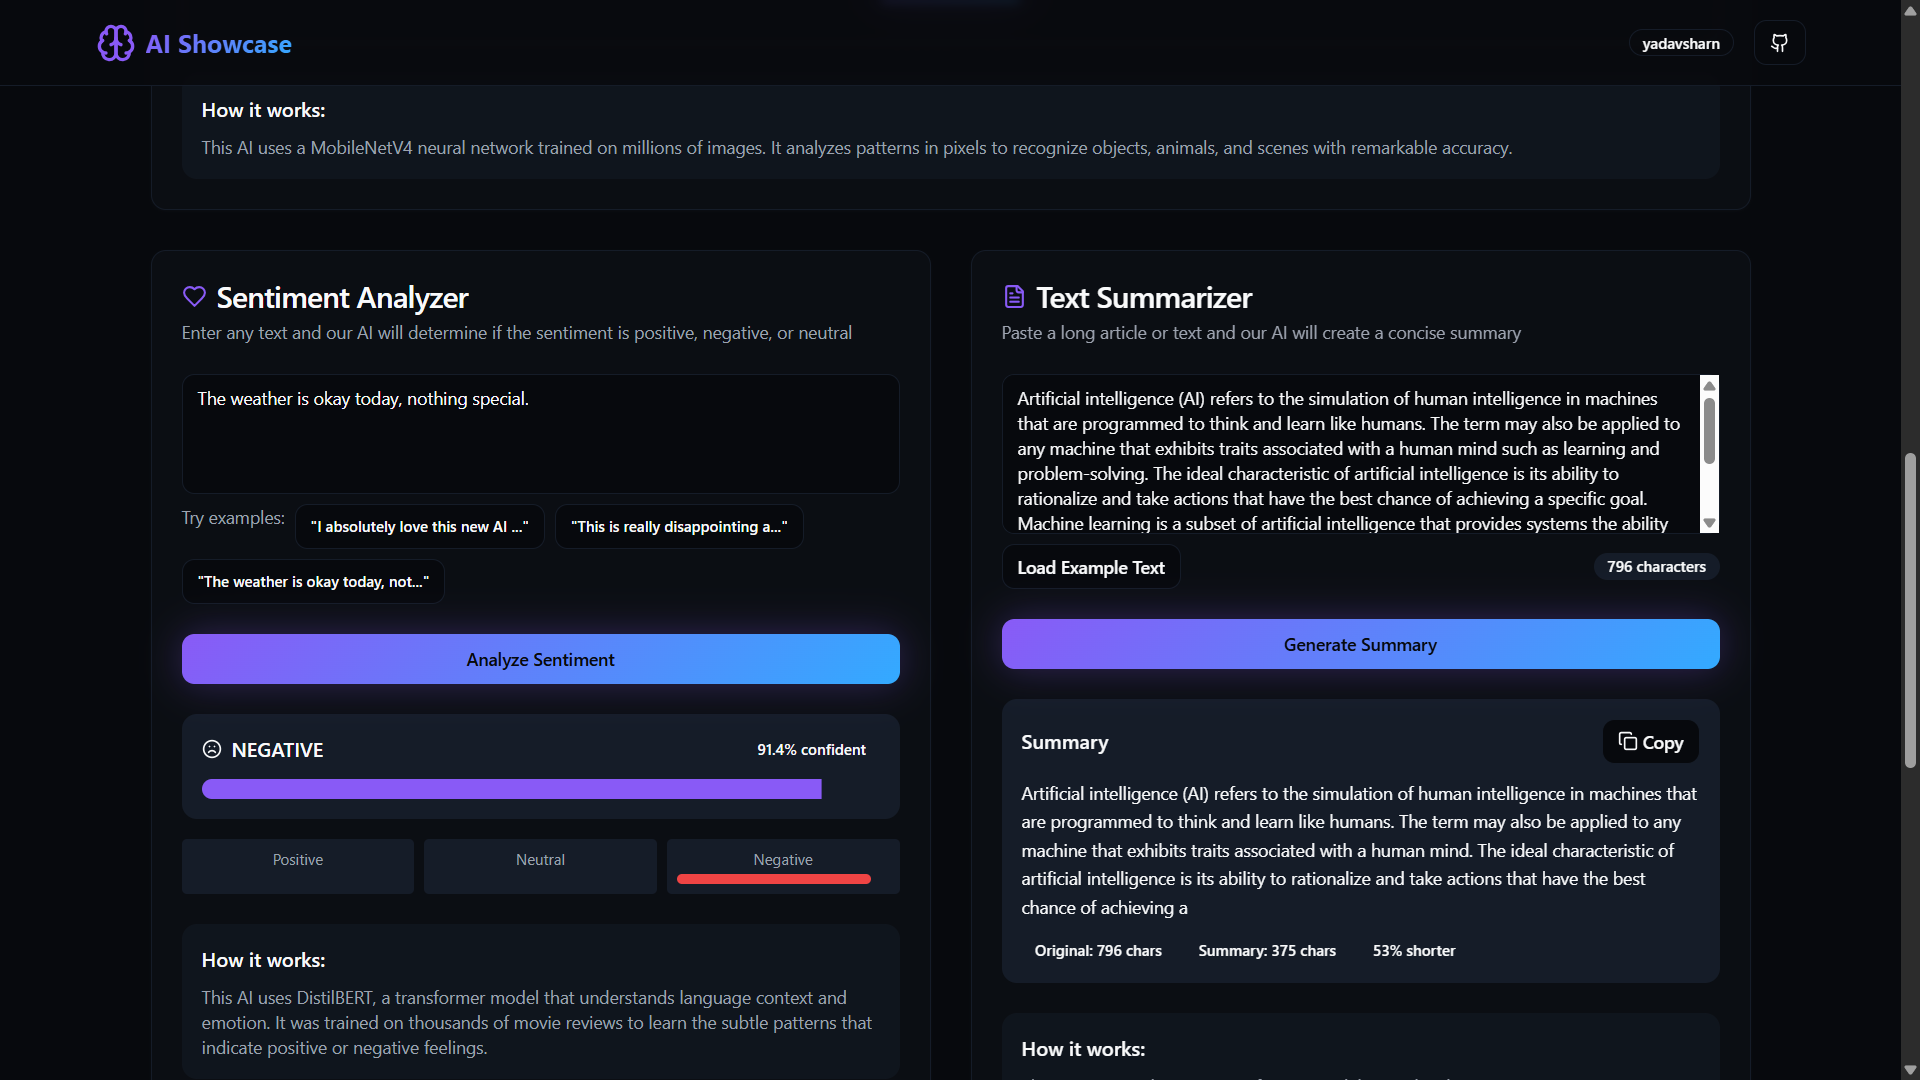 AI Showcase
yadavsharn
How it works:
This AI uses a MobileNetV4 neural network trained on millions of images. It analyzes patterns in pixels to recognize objects, animals, and scenes with remarkable accuracy.
Sentiment Analyzer
Enter any text and our AI will determine if the sentiment is positive, negative, or neutral
The weather is okay today, nothing special.
Try examples:
"I absolutely love this new AI ..."
"This is really disappointing a..."
"The weather is okay today, not..."
Analyze Sentiment
NEGATIVE
91.4% confident
Positive
Neutral
Negative
How it works:
This AI uses DistilBERT, a transformer model that understands language context and
emotion. It was trained on thousands of movie reviews to learn the subtle patterns that
indicate positive or negative feelings.
Text Summarizer
Paste a long article or text and our AI will create a concise summary
Artificial intelligence (AI) refers to the simulation of human intelligence in machines
that are programmed to think and learn like humans. The term may also be applied to
any machine that exhibits traits associated with a human mind such as learning and
problem-solving. The ideal characteristic of artificial intelligence is its ability to
rationalize and take actions that have the best chance of achieving a specific goal.
Machine learning is a subset of artificial intelligence that provides systems the ability
Load Example Text
796 characters
Generate Summary
Summary
Copy
Artificial intelligence (AI) refers to the simulation of human intelligence in machines that
are programmed to think and learn like humans. The term may also be applied to any
machine that exhibits traits associated with a human mind. The ideal characteristic of
artificial intelligence is its ability to rationalize and take actions that have the best
chance of achieving a
Original: 796 chars
Summary: 375 chars
53% shorter
How it works: